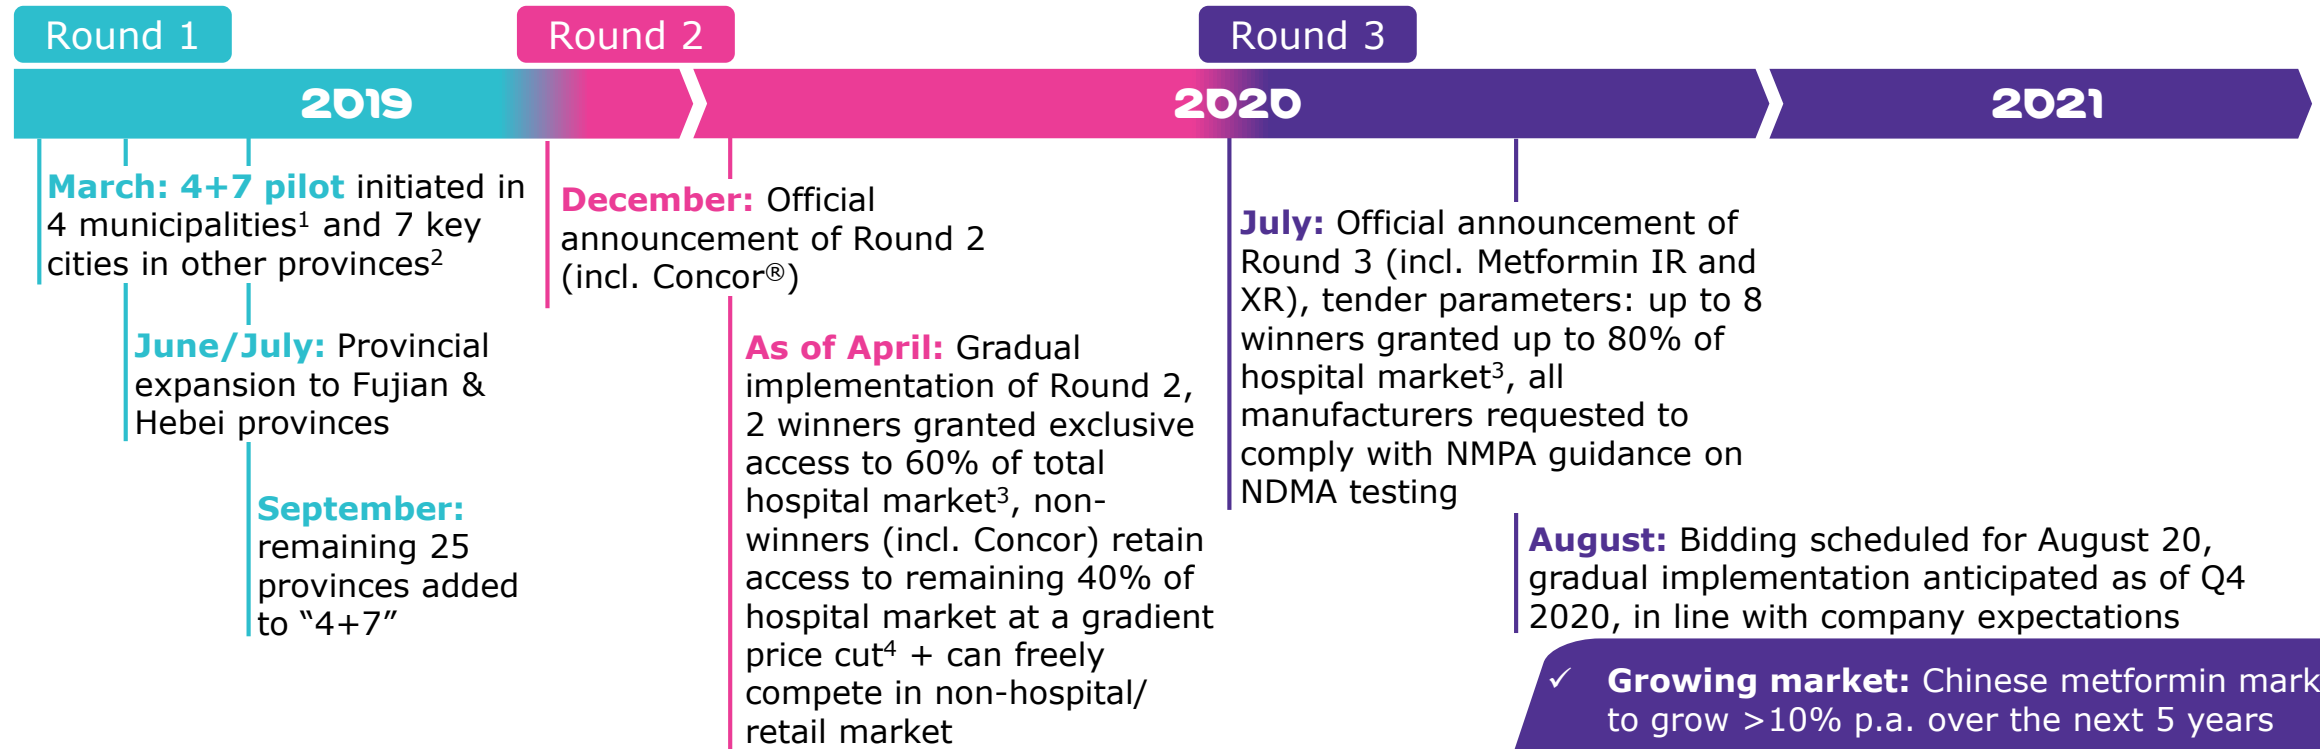 Round 1
Round 2
Round 3
2019
2020
2021
March: 4+7 pilot initiated in
4 municipalities¹ and 7 key
cities in other provinces²
June/July: Provincial
expansion to Fujian &
Hebei provinces
September:
remaining 25
provinces added
to “4+7”
December: Official
announcement of Round 2
(incl. Concor®)
As of April: Gradual
implementation of Round 2,
2 winners granted exclusive
access to 60% of total
hospital market³, non-
winners (incl. Concor) retain
access to remaining 40% of
hospital market at a gradient
price cut⁴ + can freely
compete in non-hospital/
retail market
July: Official announcement of
Round 3 (incl. Metformin IR and
XR), tender parameters: up to 8
winners granted up to 80% of
hospital market³, all
manufacturers requested to
comply with NMPA guidance on
NDMA testing
August: Bidding scheduled for August 20,
gradual implementation anticipated as of Q4
2020, in line with company expectations
✓ Growing market: Chinese metformin mark
to grow >10% p.a. over the next 5 years